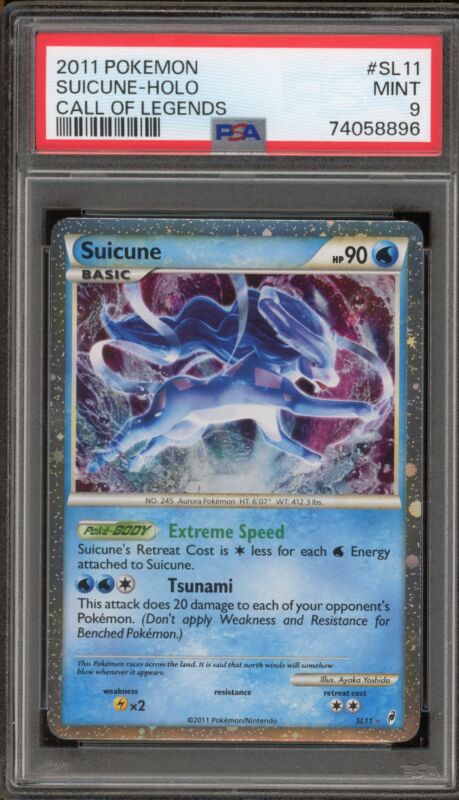 2011 POKEMON #SL11
SUICUNE-HOLO MINT
CALL OF LEGENDS 9
PSA 74058896
Suicune HP 90
BASIC
NO. 245 Aurora Pokémon HT: 6'07" WT: 412.3 lbs.
Poké-BODY Extreme Speed
Suicune's Retreat Cost is less for each Energy
attached to Suicune.
Tsunami
This attack does 20 damage to each of your opponent's
Pokémon. (Don't apply Weakness and Resistance for
Benched Pokémon.)
This Pokémon races across the land. It is said that north winds will somehow
blow whenever it appears.
Illus. Ayaka Yoshida
weakness resistance retreat cost
×2
©2011 Pokémon/Nintendo SL11
PSA